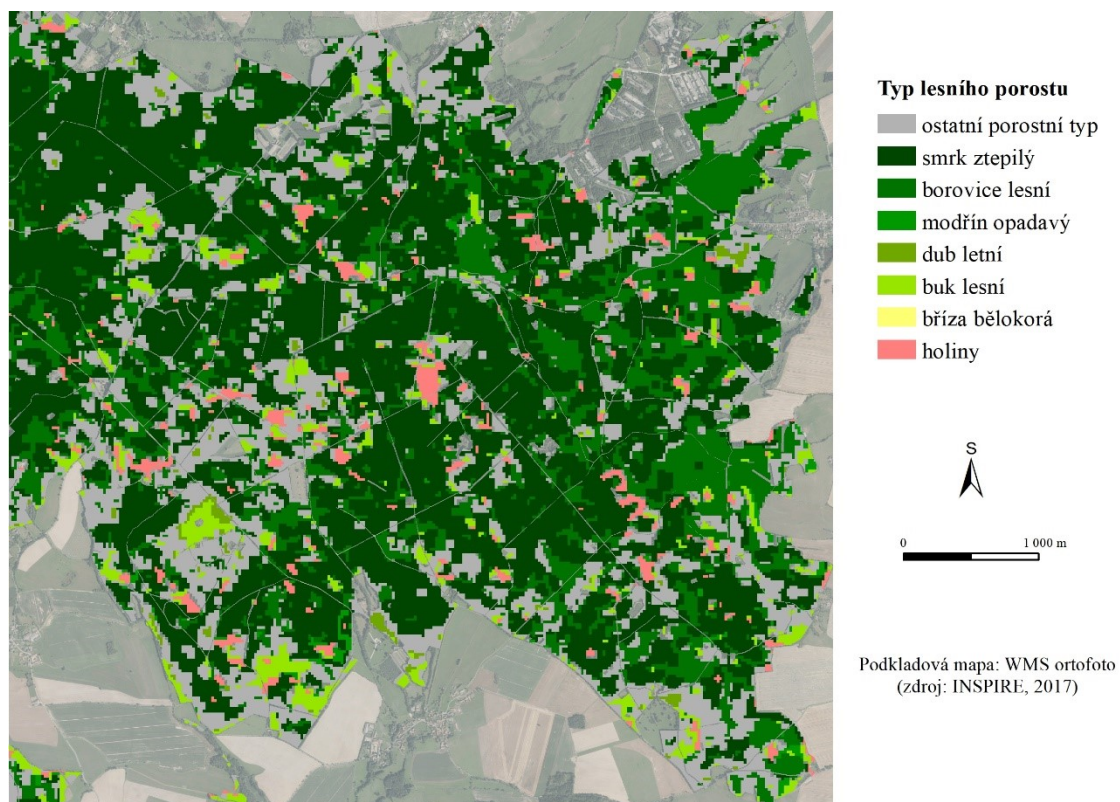 Typ lesního porostu
ostatní porostní typ
smrk ztepilý
borovice lesní
modřín opadavý
dub letní
buk lesní
bříza bělokorá
holiny
S
0 1 000 m
Podkladová mapa: WMS ortofoto
(zdroj: INSPIRE, 2017)